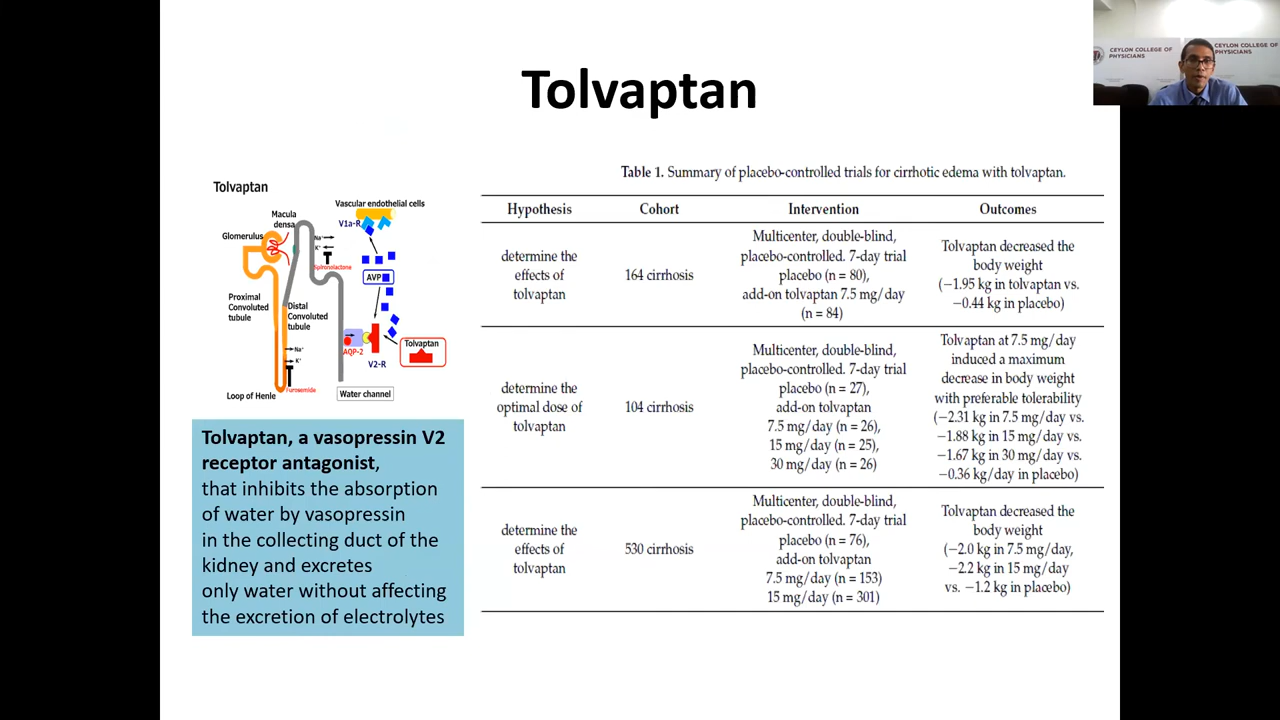 Tolvaptan
CEYLON COLLEGE OF
PHYSICIANS
CEYLON COLLEGE OF
PHYSICIANS
Tolvaptan
Vascular endothelial cells
Macula
densa
V1a-R
Glomerulus
Na⁺
K⁺
Spironolactone
AVP
Proximal
Convoluted
tubule
Distal
Convoluted
tubule
AQP-2
Tolvaptan
V2-R
Na⁺
K⁺
Furosemide
Loop of Henle
Water channel
Tolvaptan, a vasopressin V2
receptor antagonist,
that inhibits the absorption
of water by vasopressin
in the collecting duct of the
kidney and excretes
only water without affecting
the excretion of electrolytes
Table 1. Summary of placebo-controlled trials for cirrhotic edema with tolvaptan.
Hypothesis Cohort Intervention Outcomes
determine the
effects of
tolvaptan
164 cirrhosis
Multicenter, double-blind,
placebo-controlled. 7-day trial
placebo (n = 80),
add-on tolvaptan 7.5 mg/day
(n = 84)
Tolvaptan decreased the
body weight
(−1.95 kg in tolvaptan vs.
−0.44 kg in placebo)
determine the
optimal dose of
tolvaptan
104 cirrhosis
Multicenter, double-blind,
placebo-controlled. 7-day trial
placebo (n = 27),
add-on tolvaptan
7.5 mg/day (n = 26),
15 mg/day (n = 25),
30 mg/day (n = 26)
Tolvaptan at 7.5 mg/day
induced a maximum
decrease in body weight
with preferable tolerability
(−2.31 kg in 7.5 mg/day vs.
−1.88 kg in 15 mg/day vs.
−1.67 kg in 30 mg/day vs.
−0.36 kg/day in placebo)
determine the
effects of
tolvaptan
530 cirrhosis
Multicenter, double-blind,
placebo-controlled. 7-day trial
placebo (n = 76),
add-on tolvaptan
7.5 mg/day (n = 153)
15 mg/day (n = 301)
Tolvaptan decreased the
body weight
(−2.0 kg in 7.5 mg/day,
−2.2 kg in 15 mg/day
vs. −1.2 kg in placebo)